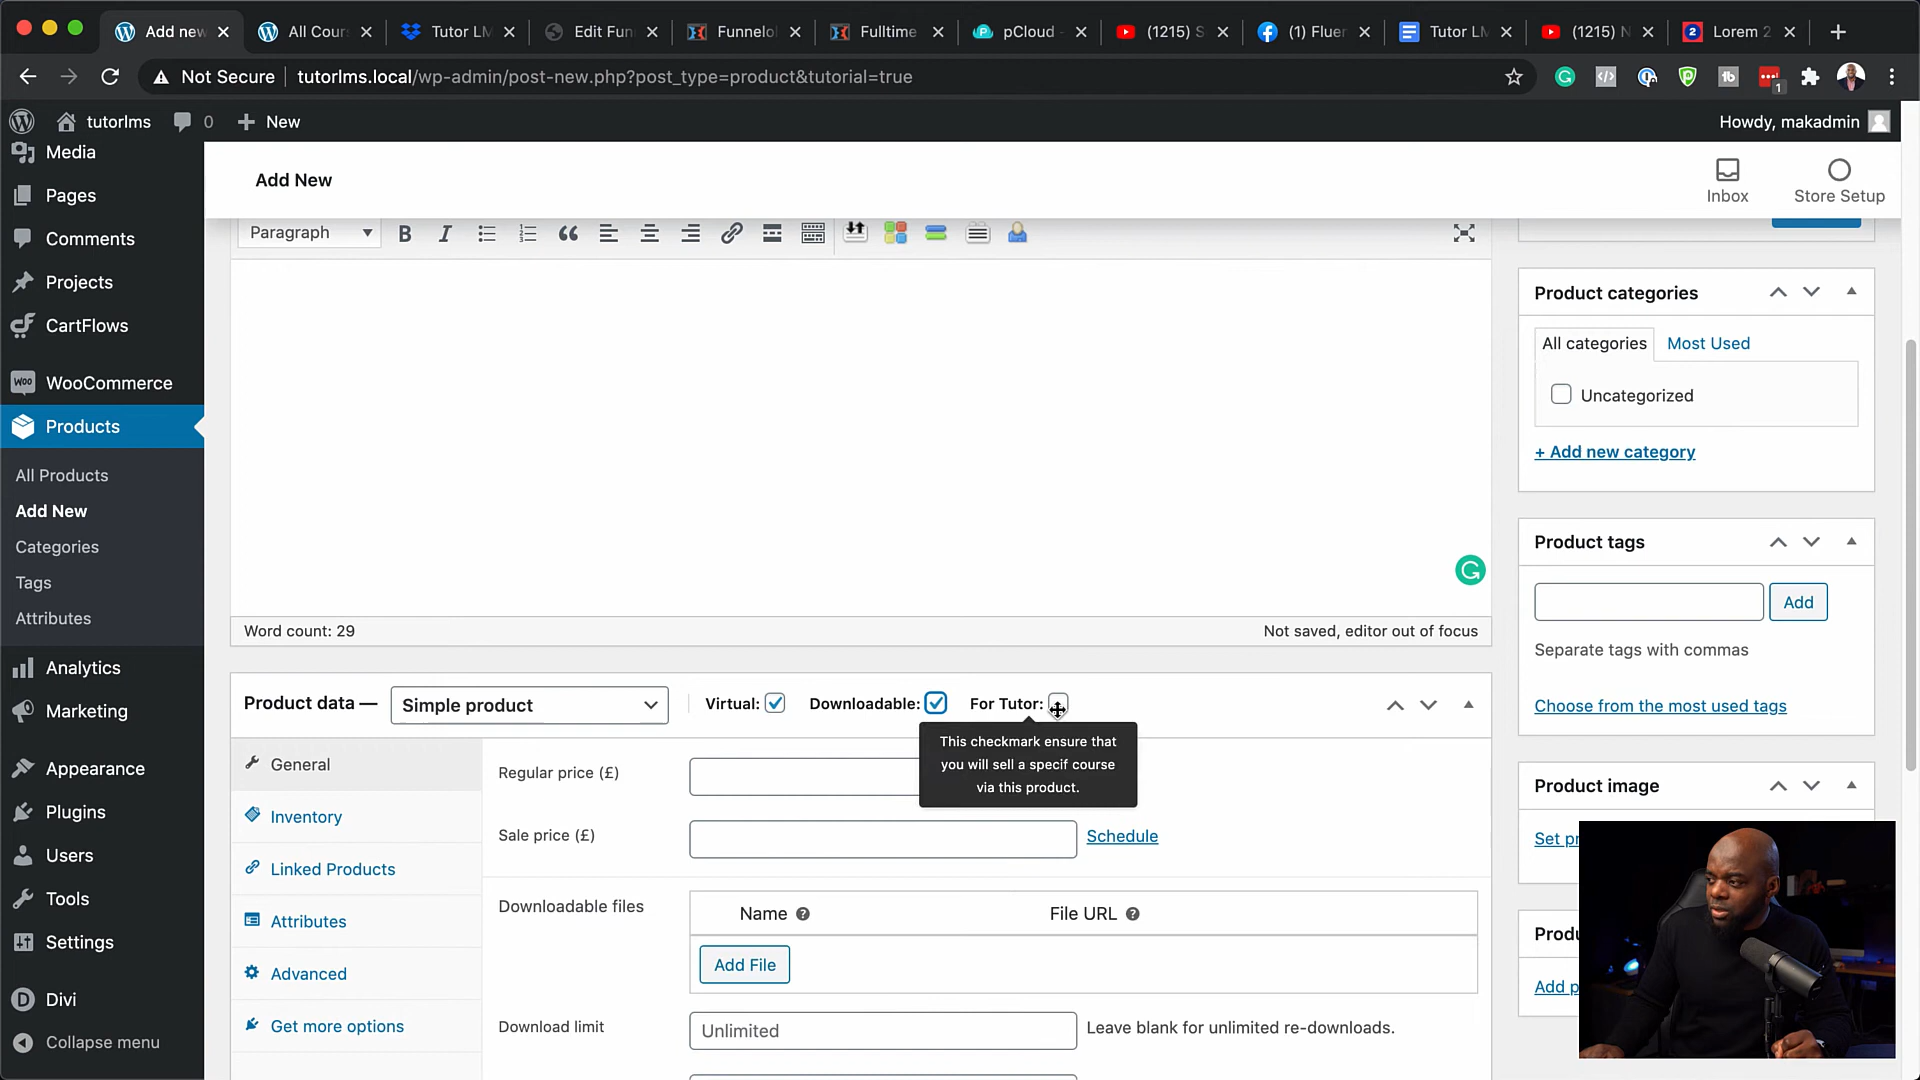 Add new
All Cour
Tutor LM
Edit Fun
Funnelo
Fulltime
pCloud -
(1215) S
(1) Fluer
Tutor LM
(1215) N
Lorem 2
Not Secure
tutorlms.local/wp-admin/post-new.php?post_type=product&tutorial=true
1
tutorlms
0
New
Howdy, makadmin
Media
Pages
Comments
Projects
CartFlows
WooCommerce
Products
All Products
Add New
Categories
Tags
Attributes
Analytics
Marketing
Appearance
Plugins
Users
Tools
Settings
Divi
Collapse menu
Add New
Inbox
Store Setup
Paragraph
Word count: 29
Not saved, editor out of focus
Product data —
Simple product
Virtual:
Downloadable:
For Tutor:
This checkmark ensure that
you will sell a specif course
via this product.
General
Inventory
Linked Products
Attributes
Advanced
Get more options
Regular price (£)
Sale price (£)
Schedule
Downloadable files
Name
File URL
Add File
Download limit
Unlimited
Leave blank for unlimited re-downloads.
Product categories
All categories
Most Used
Uncategorized
+ Add new category
Product tags
Add
Separate tags with commas
Choose from the most used tags
Product image
Set pr
Produ
Add p